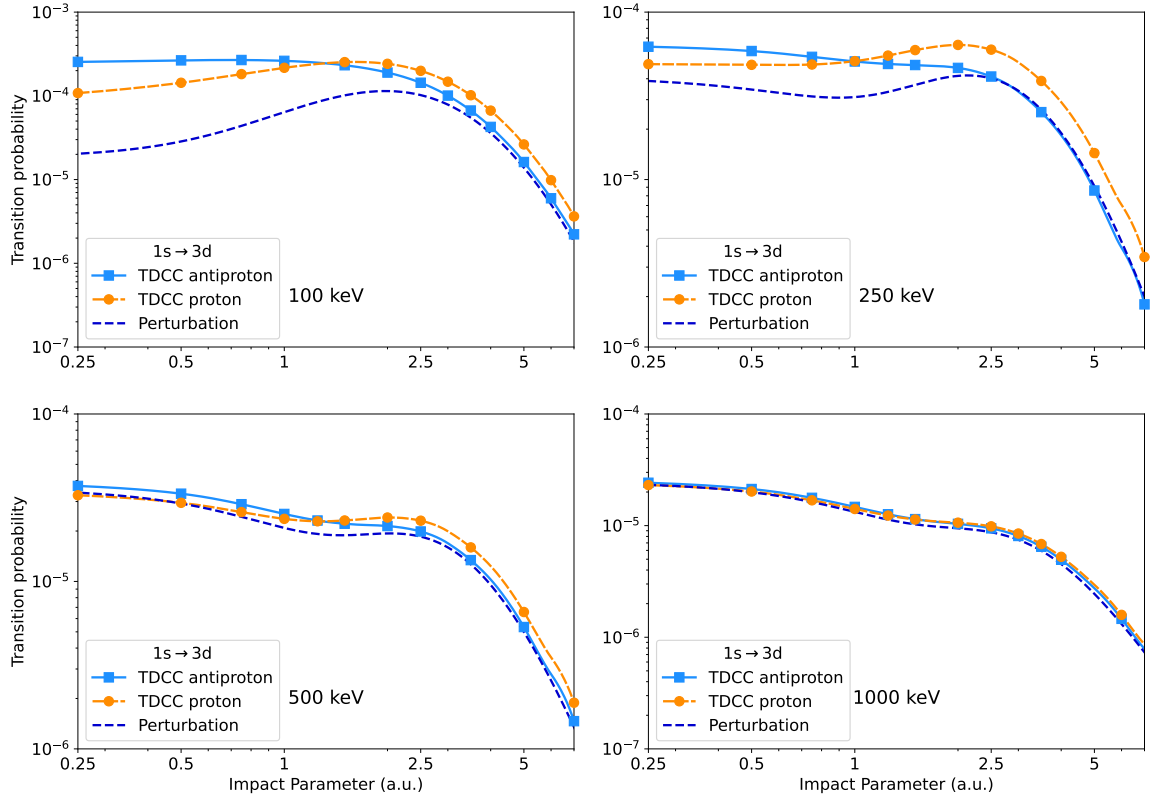 10⁻³
10⁻⁴
10⁻⁵
10⁻⁶
10⁻⁷
Transition probability
1s→3d
TDCC antiproton
TDCC proton
Perturbation
100 keV
0.25 0.5 1 2.5 5
10⁻⁴
10⁻⁵
10⁻⁶
1s→3d
TDCC antiproton
TDCC proton
Perturbation
250 keV
0.25 0.5 1 2.5 5
10⁻⁴
10⁻⁵
10⁻⁶
Transition probability
1s→3d
TDCC antiproton
TDCC proton
Perturbation
500 keV
0.25 0.5 1 2.5 5
Impact Parameter (a.u.)
10⁻⁴
10⁻⁵
10⁻⁶
10⁻⁷
1s→3d
TDCC antiproton
TDCC proton
Perturbation
1000 keV
0.25 0.5 1 2.5 5
Impact Parameter (a.u.)